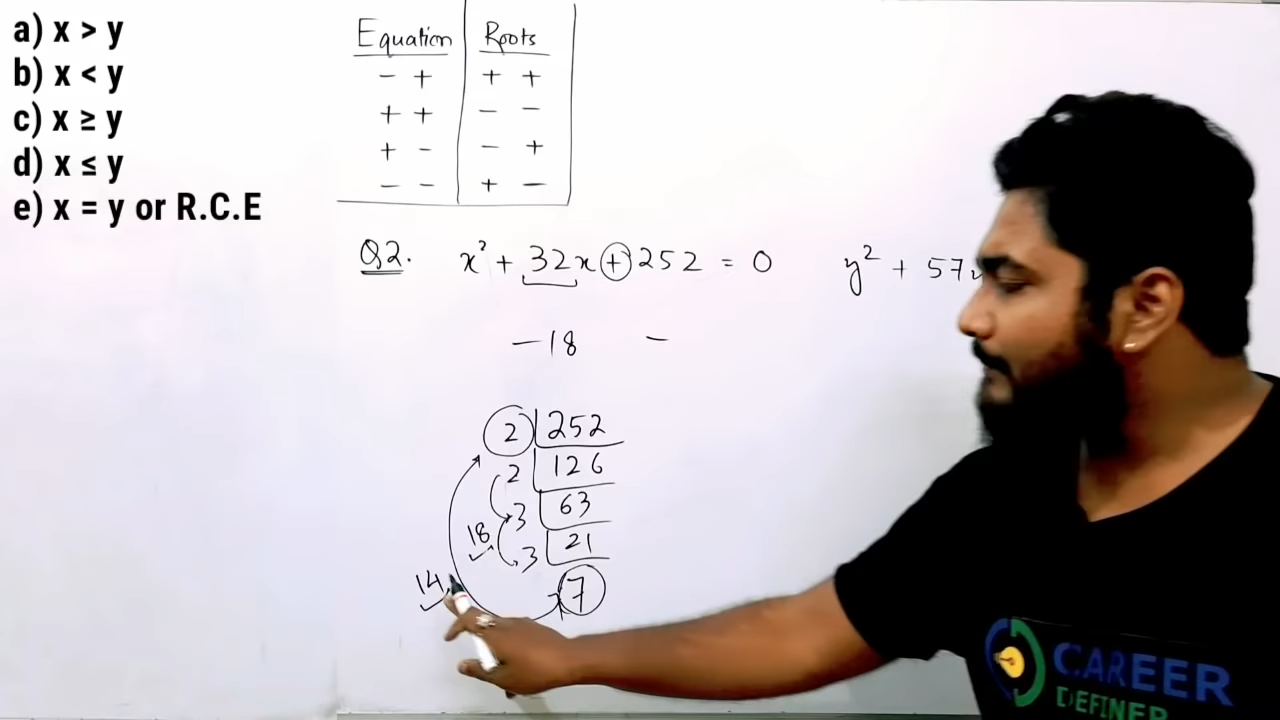 a) x > y
b) x < y
c) x ≥ y
d) x ≤ y
e) x = y or R.C.E
Equation Roots
- + + +
+ + - -
+ - - +
- - + -
Q2. x² + 32x + 252 = 0 y² + 57
-18 -
2 252
2 126
3 63
18
3 21
14 7
CAREER
DEFINER